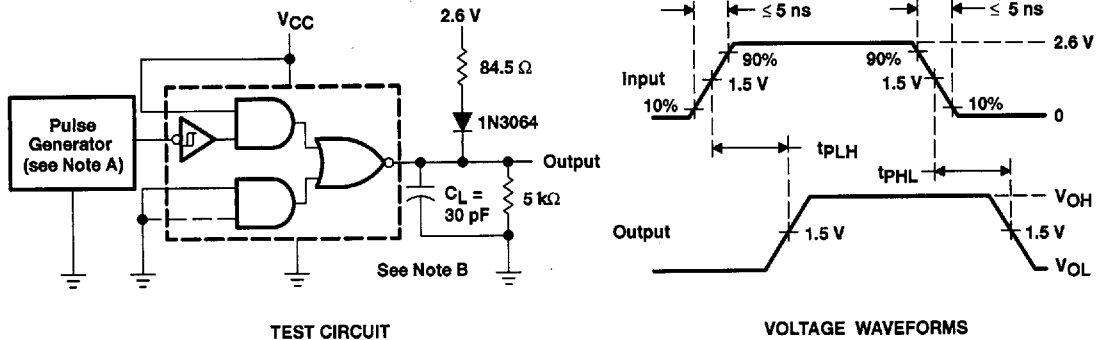 VCC
2.6 V
84.5 Ω
1N3064
Pulse
Generator
(see Note A)
Output
CL =
30 pF
5 kΩ
See Note B
TEST CIRCUIT
≤ 5 ns
≤ 5 ns
2.6 V
90%
90%
Input
1.5 V
1.5 V
10%
10%
0
tPLH
tPHL
VOH
Output
1.5 V
1.5 V
VOL
VOLTAGE WAVEFORMS